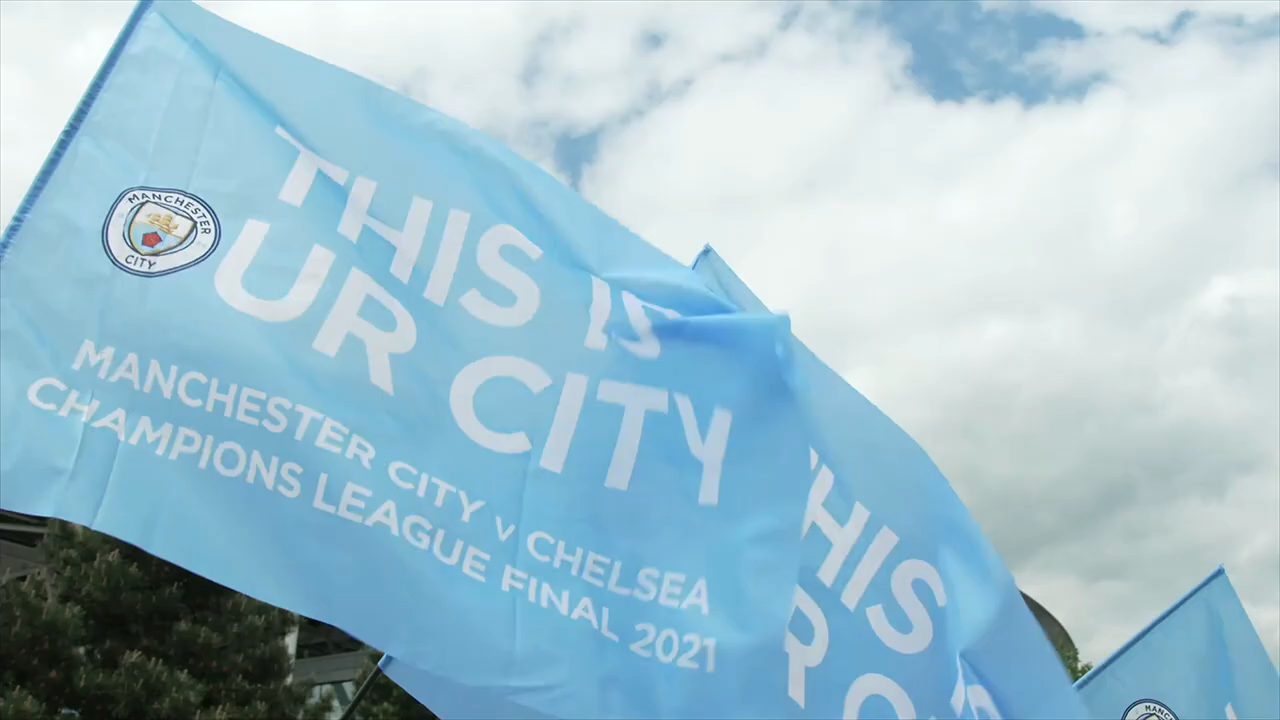 MANCHESTER
CITY
THIS IS
UR CITY
MANCHESTER CITY V CHELSEA
CHAMPIONS LEAGUE FINAL 2021
THIS
R